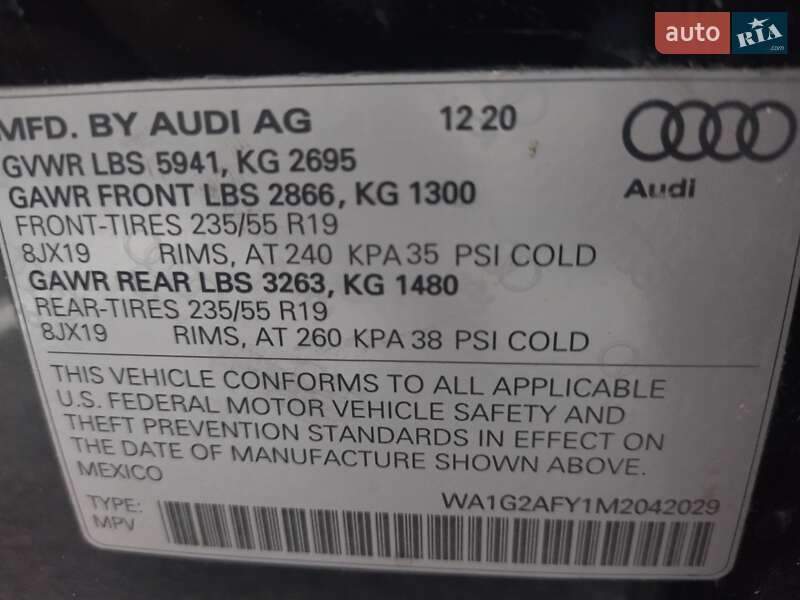 auto RIA
MFD. BY AUDI AG 12 20
GVWR LBS 5941, KG 2695
GAWR FRONT LBS 2866, KG 1300
Audi
FRONT-TIRES 235/55 R19
8JX19 RIMS, AT 240 KPA 35 PSI COLD
GAWR REAR LBS 3263, KG 1480
REAR-TIRES 235/55 R19
8JX19 RIMS, AT 260 KPA 38 PSI COLD
THIS VEHICLE CONFORMS TO ALL APPLICABLE
U.S. FEDERAL MOTOR VEHICLE SAFETY AND
THEFT PREVENTION STANDARDS IN EFFECT ON
THE DATE OF MANUFACTURE SHOWN ABOVE.
MEXICO
TYPE: WA1G2AFY1M2042029
MPV